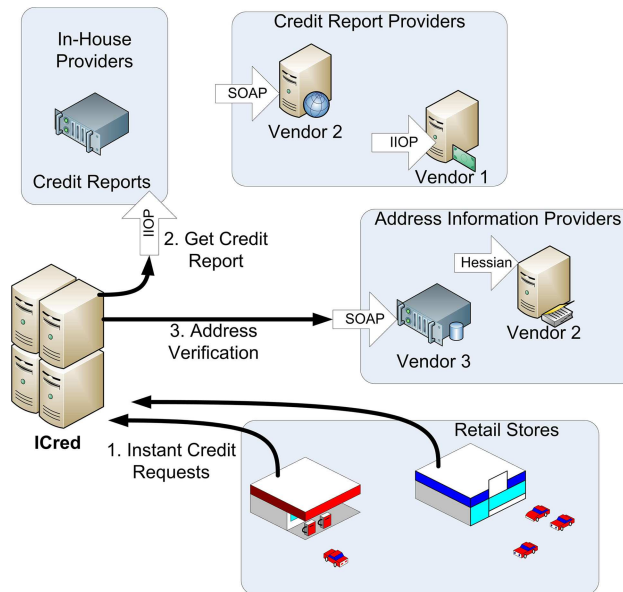 In-House
Providers
Credit Reports
Credit Report Providers
SOAP
Vendor 2
IIOP
Vendor 1
IIOP
2. Get Credit
Report
Address Information Providers
Hessian
Vendor 2
SOAP
Vendor 3
3. Address
Verification
ICred
1. Instant Credit
Requests
Retail Stores